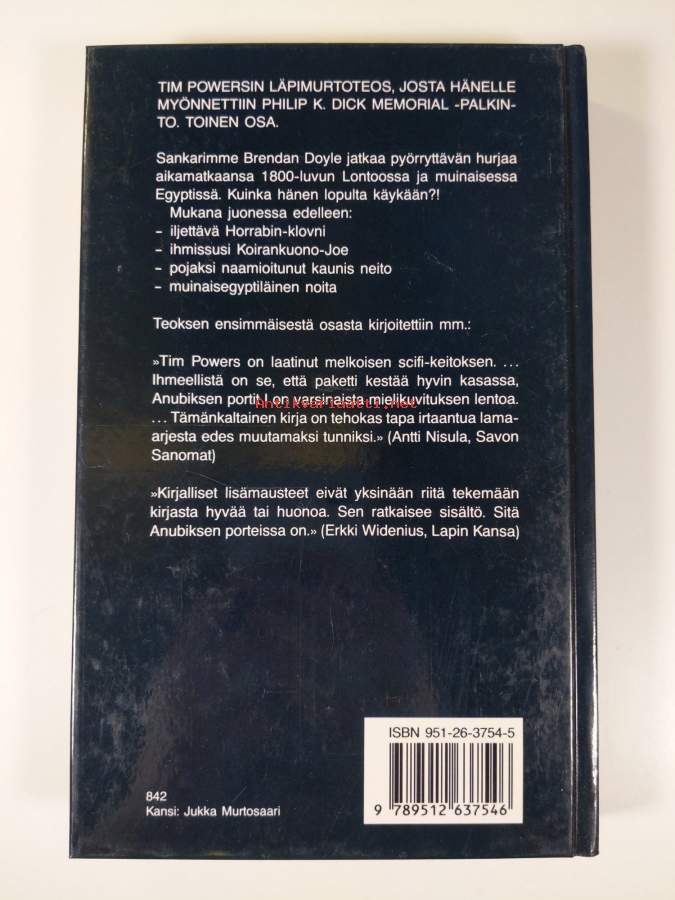 TIM POWERSIN LÄPIMURTOTEOS, JOSTA HÄNELLE
MYÖNNETTIIN PHILIP K. DICK MEMORIAL -PALKIN-
TO. TOINEN OSA.
Sankarimme Brendan Doyle jatkaa pyörryttävän hurjaa
aikamatkaansa 1800-luvun Lontoossa ja muinaisessa
Egyptissä. Kuinka hänen lopulta käykään?!
Mukana juonessa edelleen:
– iljettävä Horrabin-klovni
– ihmissusi Koirankuono-Joe
– pojaksi naamioitunut kaunis neito
– muinaisegyptiläinen noita
Teoksen ensimmäisestä osasta kirjoitettiin mm.:
»Tim Powers on laatinut melkoisen scifi-keitoksen. ...
Ihmeellistä on se, että paketti kestää hyvin kasassa,
Anubiksen portit I on varsinaista mielikuvituksen lentoa.
Antikvariaatti.net
... Tämänkaltainen kirja on tehokas tapa irtaantua lama-
arjesta edes muutamaksi tunniksi.» (Antti Nisula, Savon
Sanomat)
»Kirjalliset lisämausteet eivät yksinään riitä tekemään
kirjasta hyvää tai huonoa. Sen ratkaisee sisältö. Sitä
Anubiksen porteissa on.» (Erkki Widenius, Lapin Kansa)
ISBN 951-26-3754-5
9 789512 637546
842
Kansi: Jukka Murtosaari